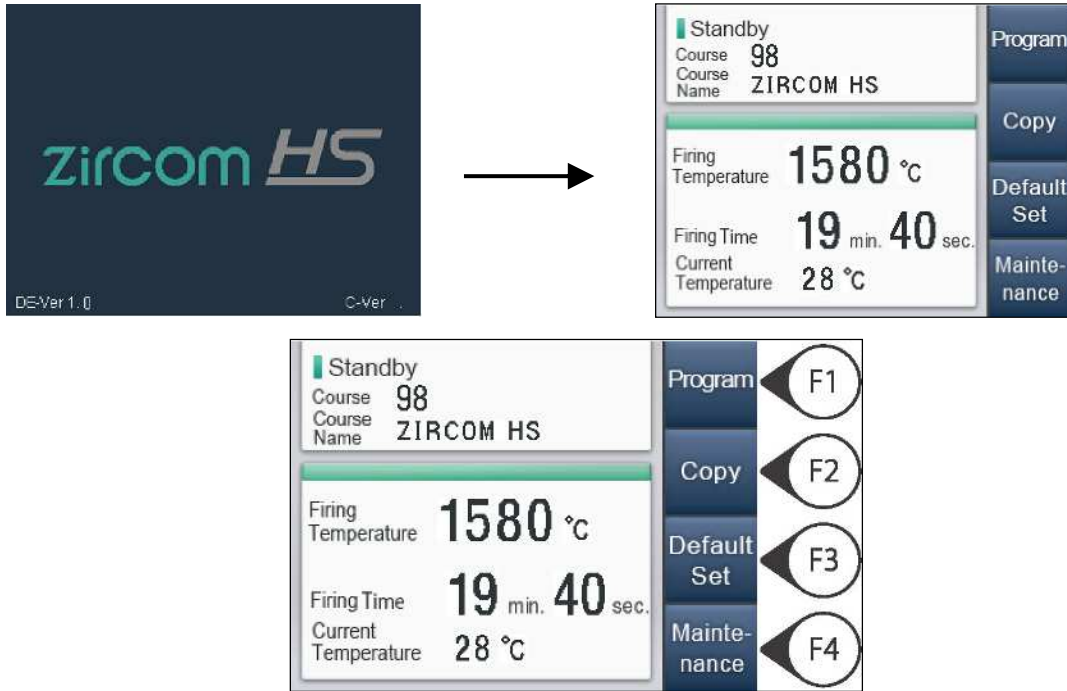 zircom HS
DE-Ver 1.0
C-Ver .
Standby
Course 98
Course
Name ZIRCOM HS
Firing
Temperature 1580 °C
Firing Time 19 min. 40 sec.
Current
Temperature 28 °C
Program
Copy
Default
Set
Mainte-
nance
Standby
Course 98
Course
Name ZIRCOM HS
Firing
Temperature 1580 °C
Firing Time 19 min. 40 sec.
Current
Temperature 28 °C
Program F1
Copy F2
Default
Set F3
Mainte-
nance F4